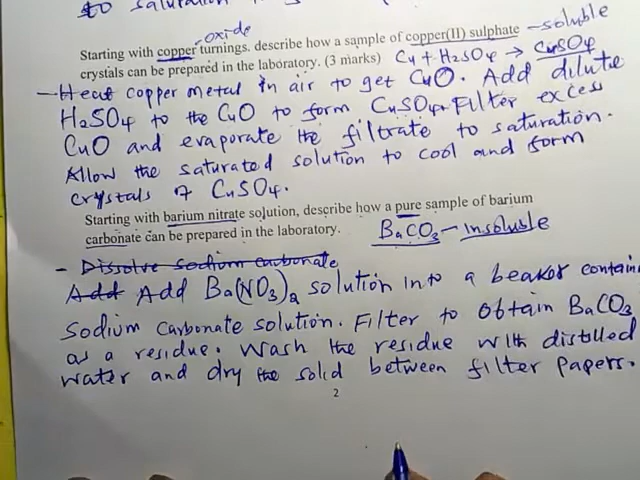 to saturation
- oxide
Starting with copper turnings. describe how a sample of copper(II) sulphate - soluble
crystals can be prepared in the laboratory. (3 marks) Cu + H2SO4 → CuSO4
- Heat copper metal in air to get CuO. Add dilute
H2SO4 to the CuO to form CuSO4. Filter excess
CuO and evaporate the filtrate to saturation.
Allow the saturated solution to cool and form
crystals of CuSO4.
Starting with barium nitrate solution, describe how a pure sample of barium
carbonate can be prepared in the laboratory. BaCO3 - insoluble
- Dissolve sodium carbonate
Add Add Ba(NO3)2 solution into a beaker contain
Sodium carbonate solution. Filter to obtain BaCO3
as a residue. Wash the residue with distilled
water and dry the solid between filter papers.
2